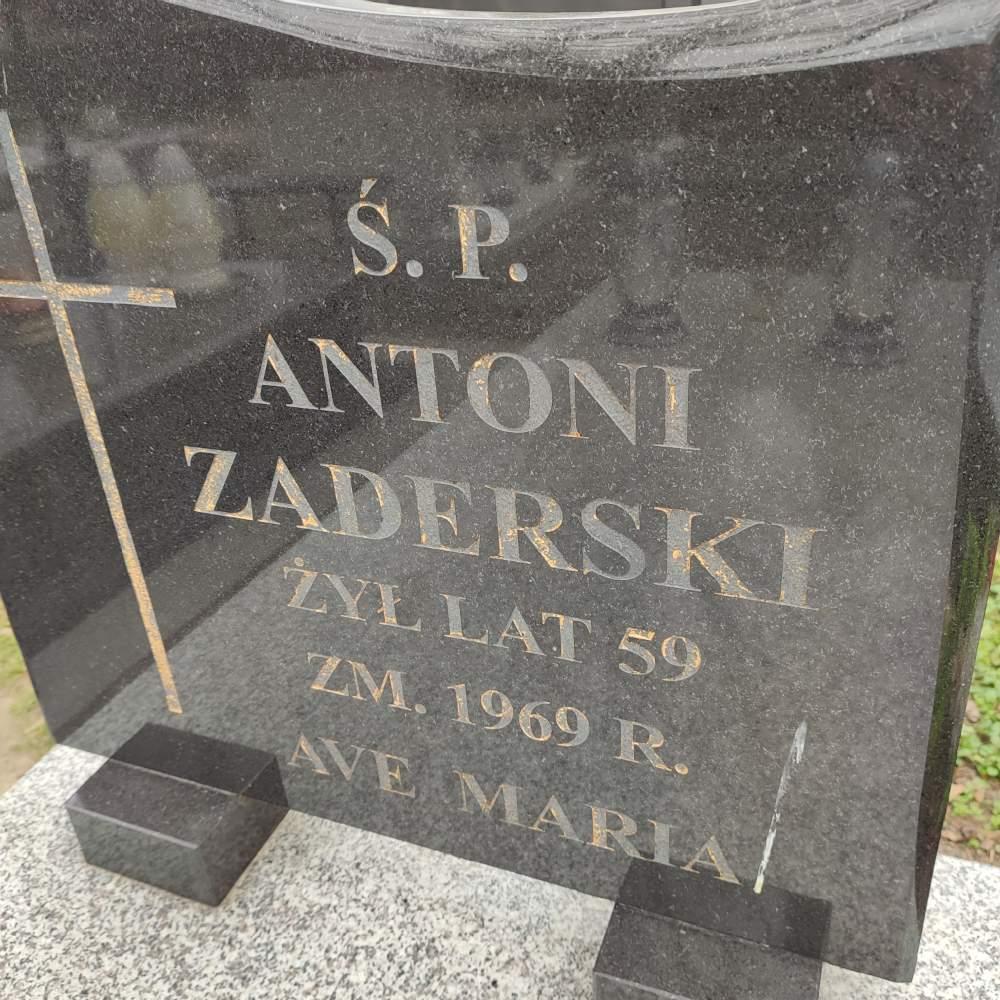 Ś. P.
ANTONI
ZADERSKI
ŻYŁ LAT 59
ZM. 1969 R.
AVE MARIA